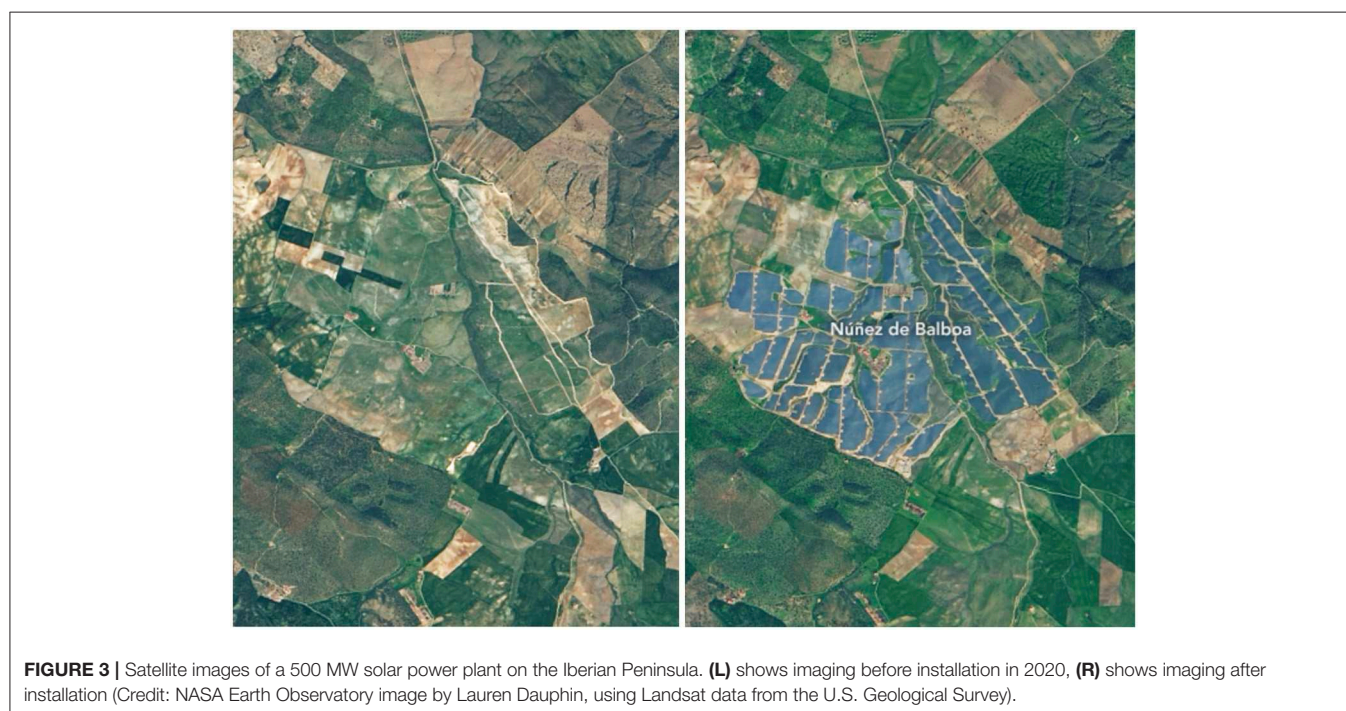 Núñez de Balboa
FIGURE 3 | Satellite images of a 500 MW solar power plant on the Iberian Peninsula. (L) shows imaging before installation in 2020, (R) shows imaging after
installation (Credit: NASA Earth Observatory image by Lauren Dauphin, using Landsat data from the U.S. Geological Survey).